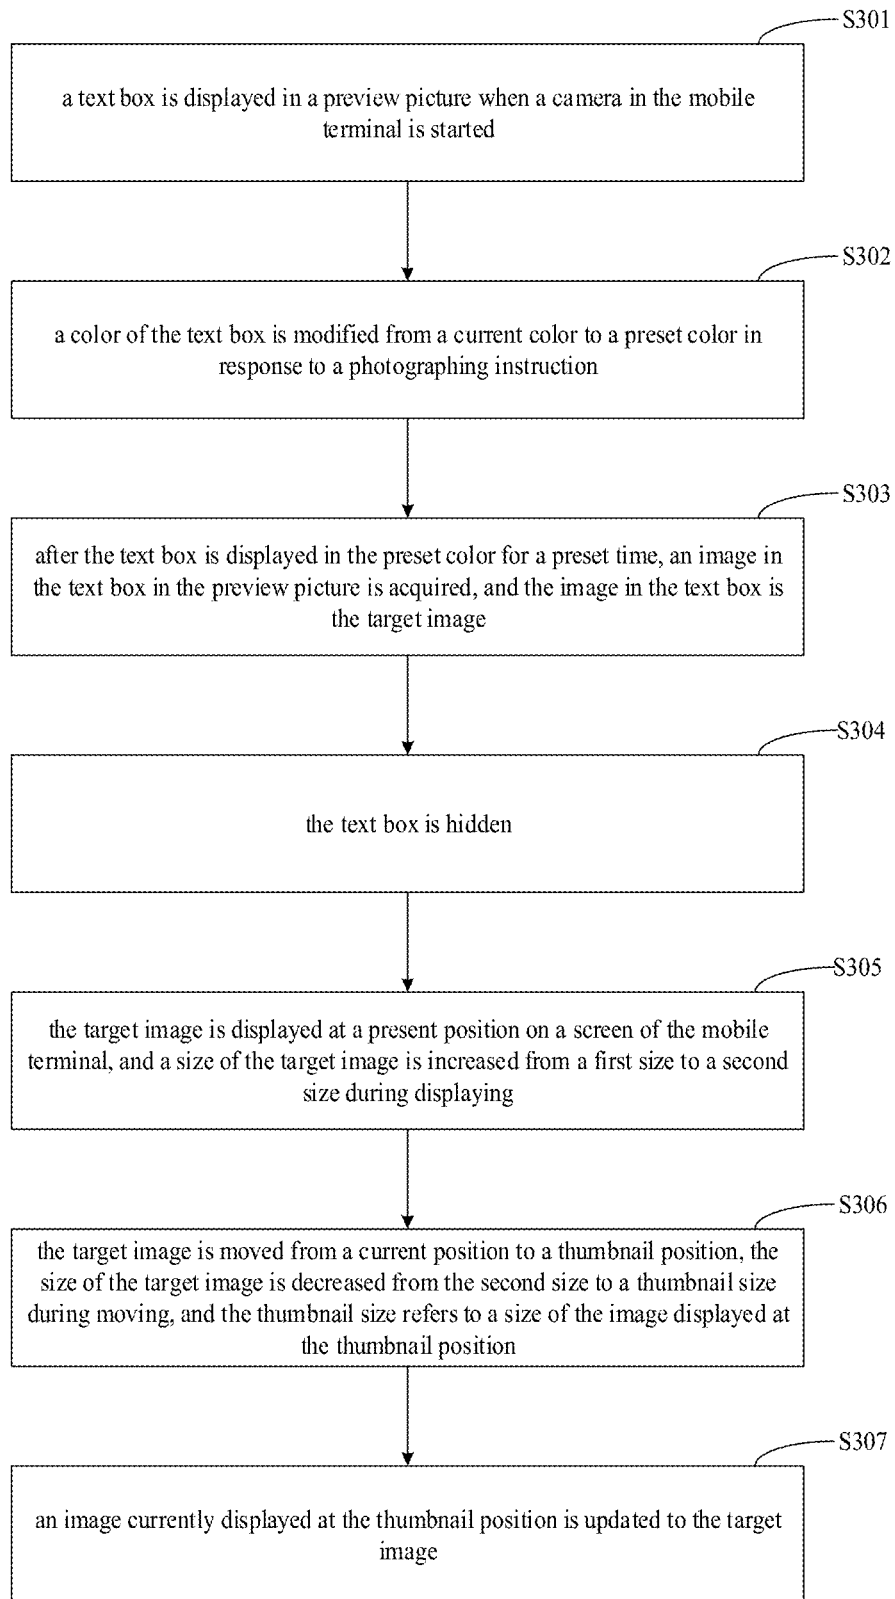 S301
a text box is displayed in a preview picture when a camera in the mobile
terminal is started
S302
a color of the text box is modified from a current color to a preset color in
response to a photographing instruction
S303
after the text box is displayed in the preset color for a preset time, an image in
the text box in the preview picture is acquired, and the image in the text box is
the target image
S304
the text box is hidden
S305
the target image is displayed at a present position on a screen of the mobile
terminal, and a size of the target image is increased from a first size to a second
size during displaying
S306
the target image is moved from a current position to a thumbnail position, the
size of the target image is decreased from the second size to a thumbnail size
during moving, and the thumbnail size refers to a size of the image displayed at
the thumbnail position
S307
an image currently displayed at the thumbnail position is updated to the target
image